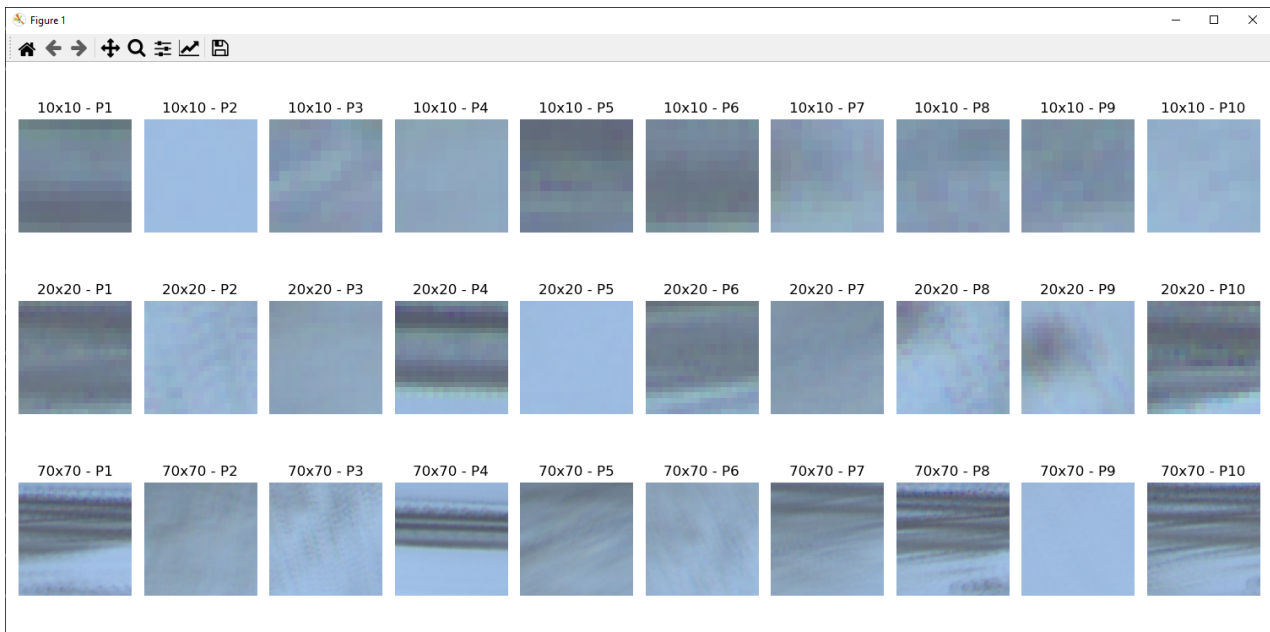 Figure 1
10x10 - P1 10x10 - P2 10x10 - P3 10x10 - P4 10x10 - P5 10x10 - P6 10x10 - P7 10x10 - P8 10x10 - P9 10x10 - P10
20x20 - P1 20x20 - P2 20x20 - P3 20x20 - P4 20x20 - P5 20x20 - P6 20x20 - P7 20x20 - P8 20x20 - P9 20x20 - P10
70x70 - P1 70x70 - P2 70x70 - P3 70x70 - P4 70x70 - P5 70x70 - P6 70x70 - P7 70x70 - P8 70x70 - P9 70x70 - P10